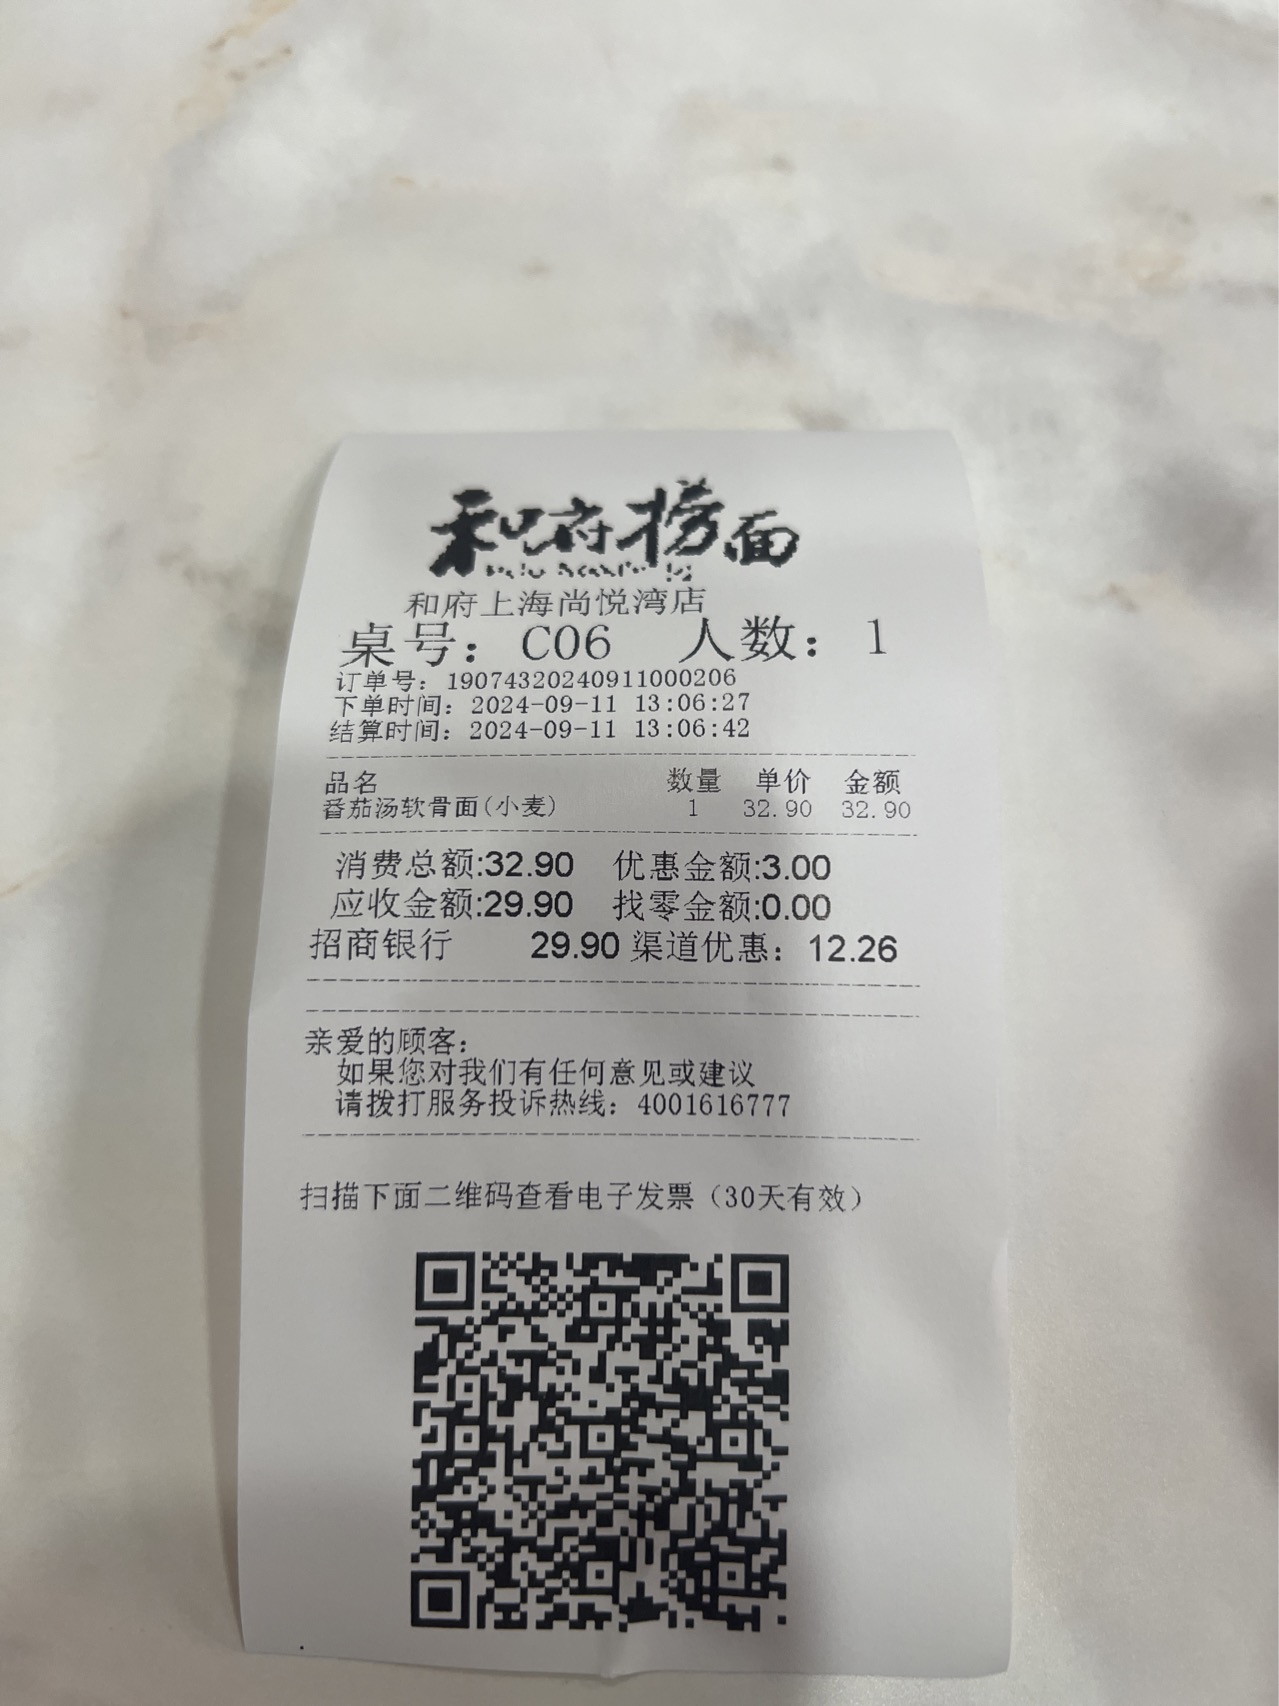 和府捞面
和府上海尚悦湾店
桌号：C06 人数：1
订单号：19074320240911000206
下单时间：2024-09-11 13:06:27
结算时间：2024-09-11 13:06:42
品名 数量 单价 金额
番茄汤软骨面(小麦) 1 32.90 32.90
消费总额:32.90 优惠金额:3.00
应收金额:29.90 找零金额:0.00
招商银行 29.90 渠道优惠：12.26
亲爱的顾客：
如果您对我们有任何意见或建议
请拨打服务投诉热线：4001616777
扫描下面二维码查看电子发票（30天有效）